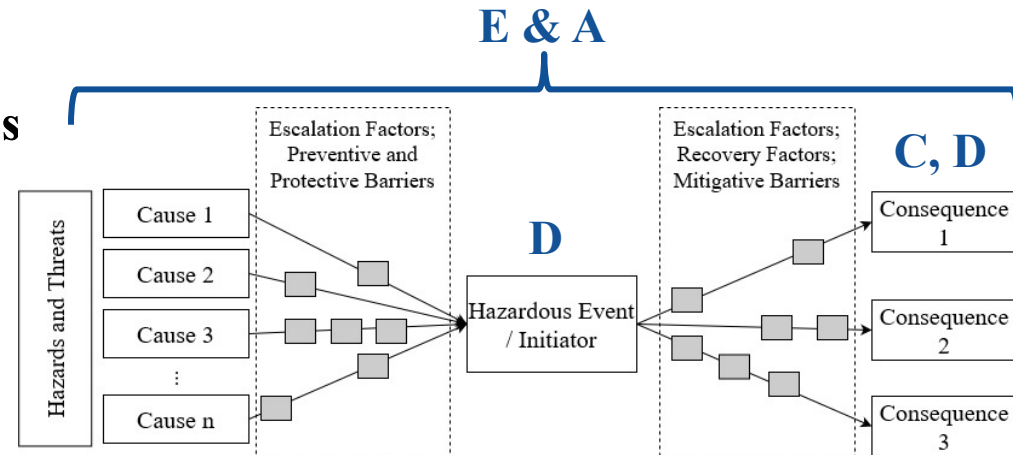 E & A
s
Escalation Factors;
Preventive and
Protective Barriers
Escalation Factors;
Recovery Factors;
Mitigative Barriers
C, D
Hazards and Threats
Cause 1
Cause 2
Cause 3
...
Cause n
D
Hazardous Event
/ Initiator
Consequence
1
Consequence
2
Consequence
3